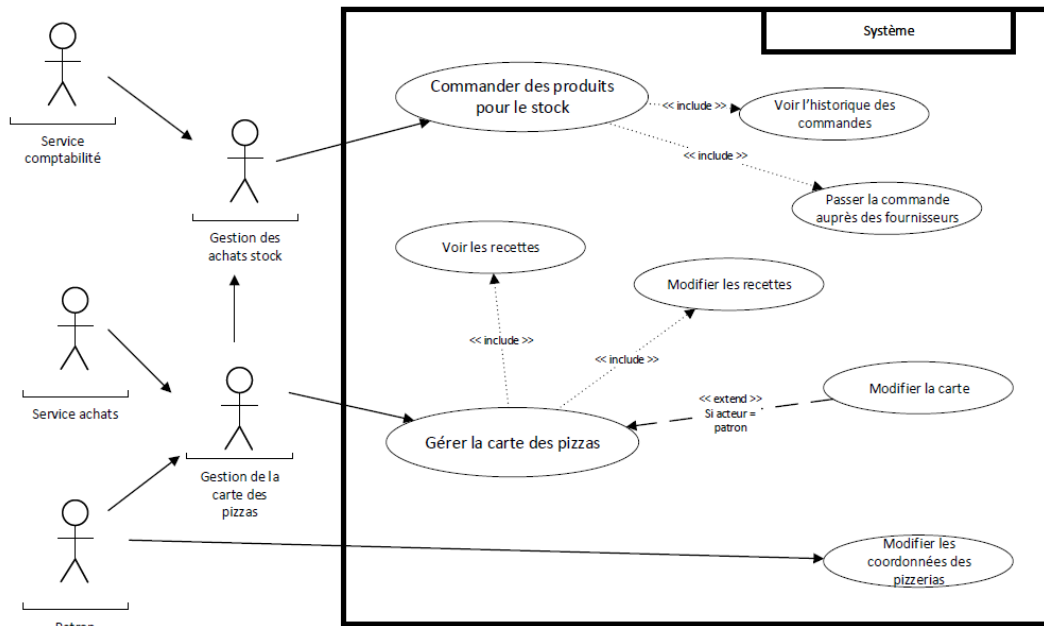 Système
Service
comptabilité
Commander des produits
pour le stock
<< include >>
Voir l'historique des
commandes
<< include >>
Passer la commande
auprès des fournisseurs
Gestion des
achats stock
Voir les recettes
Modifier les recettes
<< include >>
<< include >>
Service achats
Modifier la carte
<< extend >>
Si acteur =
patron
Gérer la carte des pizzas
Gestion de la
carte des
pizzas
Modifier les
coordonnées des
pizzerias
Patron